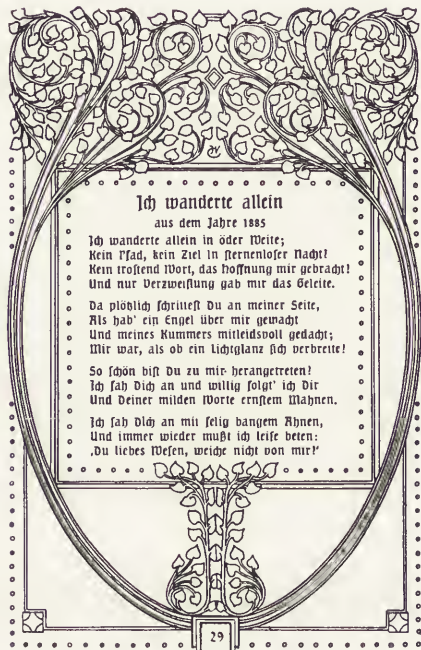 Ich wanderte allein
aus dem Jahre 1885
Ich wanderte allein in öder Weite;
Kein Pfad, kein Ziel in sternenloser Nacht!
Kein tröstend Wort, das Hoffnung mir gebracht!
Und nur Verzweiflung gab mir das Geleite.
Da plötzlich schrittest Du an meiner Seite,
Als hab' ein Engel über mir gewacht
Und meines Kummers mitleidsvoll gedacht;
Mir war, als ob ein Lichtglanz sich verbreite!
So schön bist Du zu mir herangetreten!
Ich sah Dich an und willig folgt' ich Dir
Und Deiner milden Worte ernstem Mahnen.
Ich sah Dich an mit selig bangem Ahnen,
Und immer wieder mußt ich leise beten:
‚Du liebes Wesen, weiche nicht von mir!‘
29